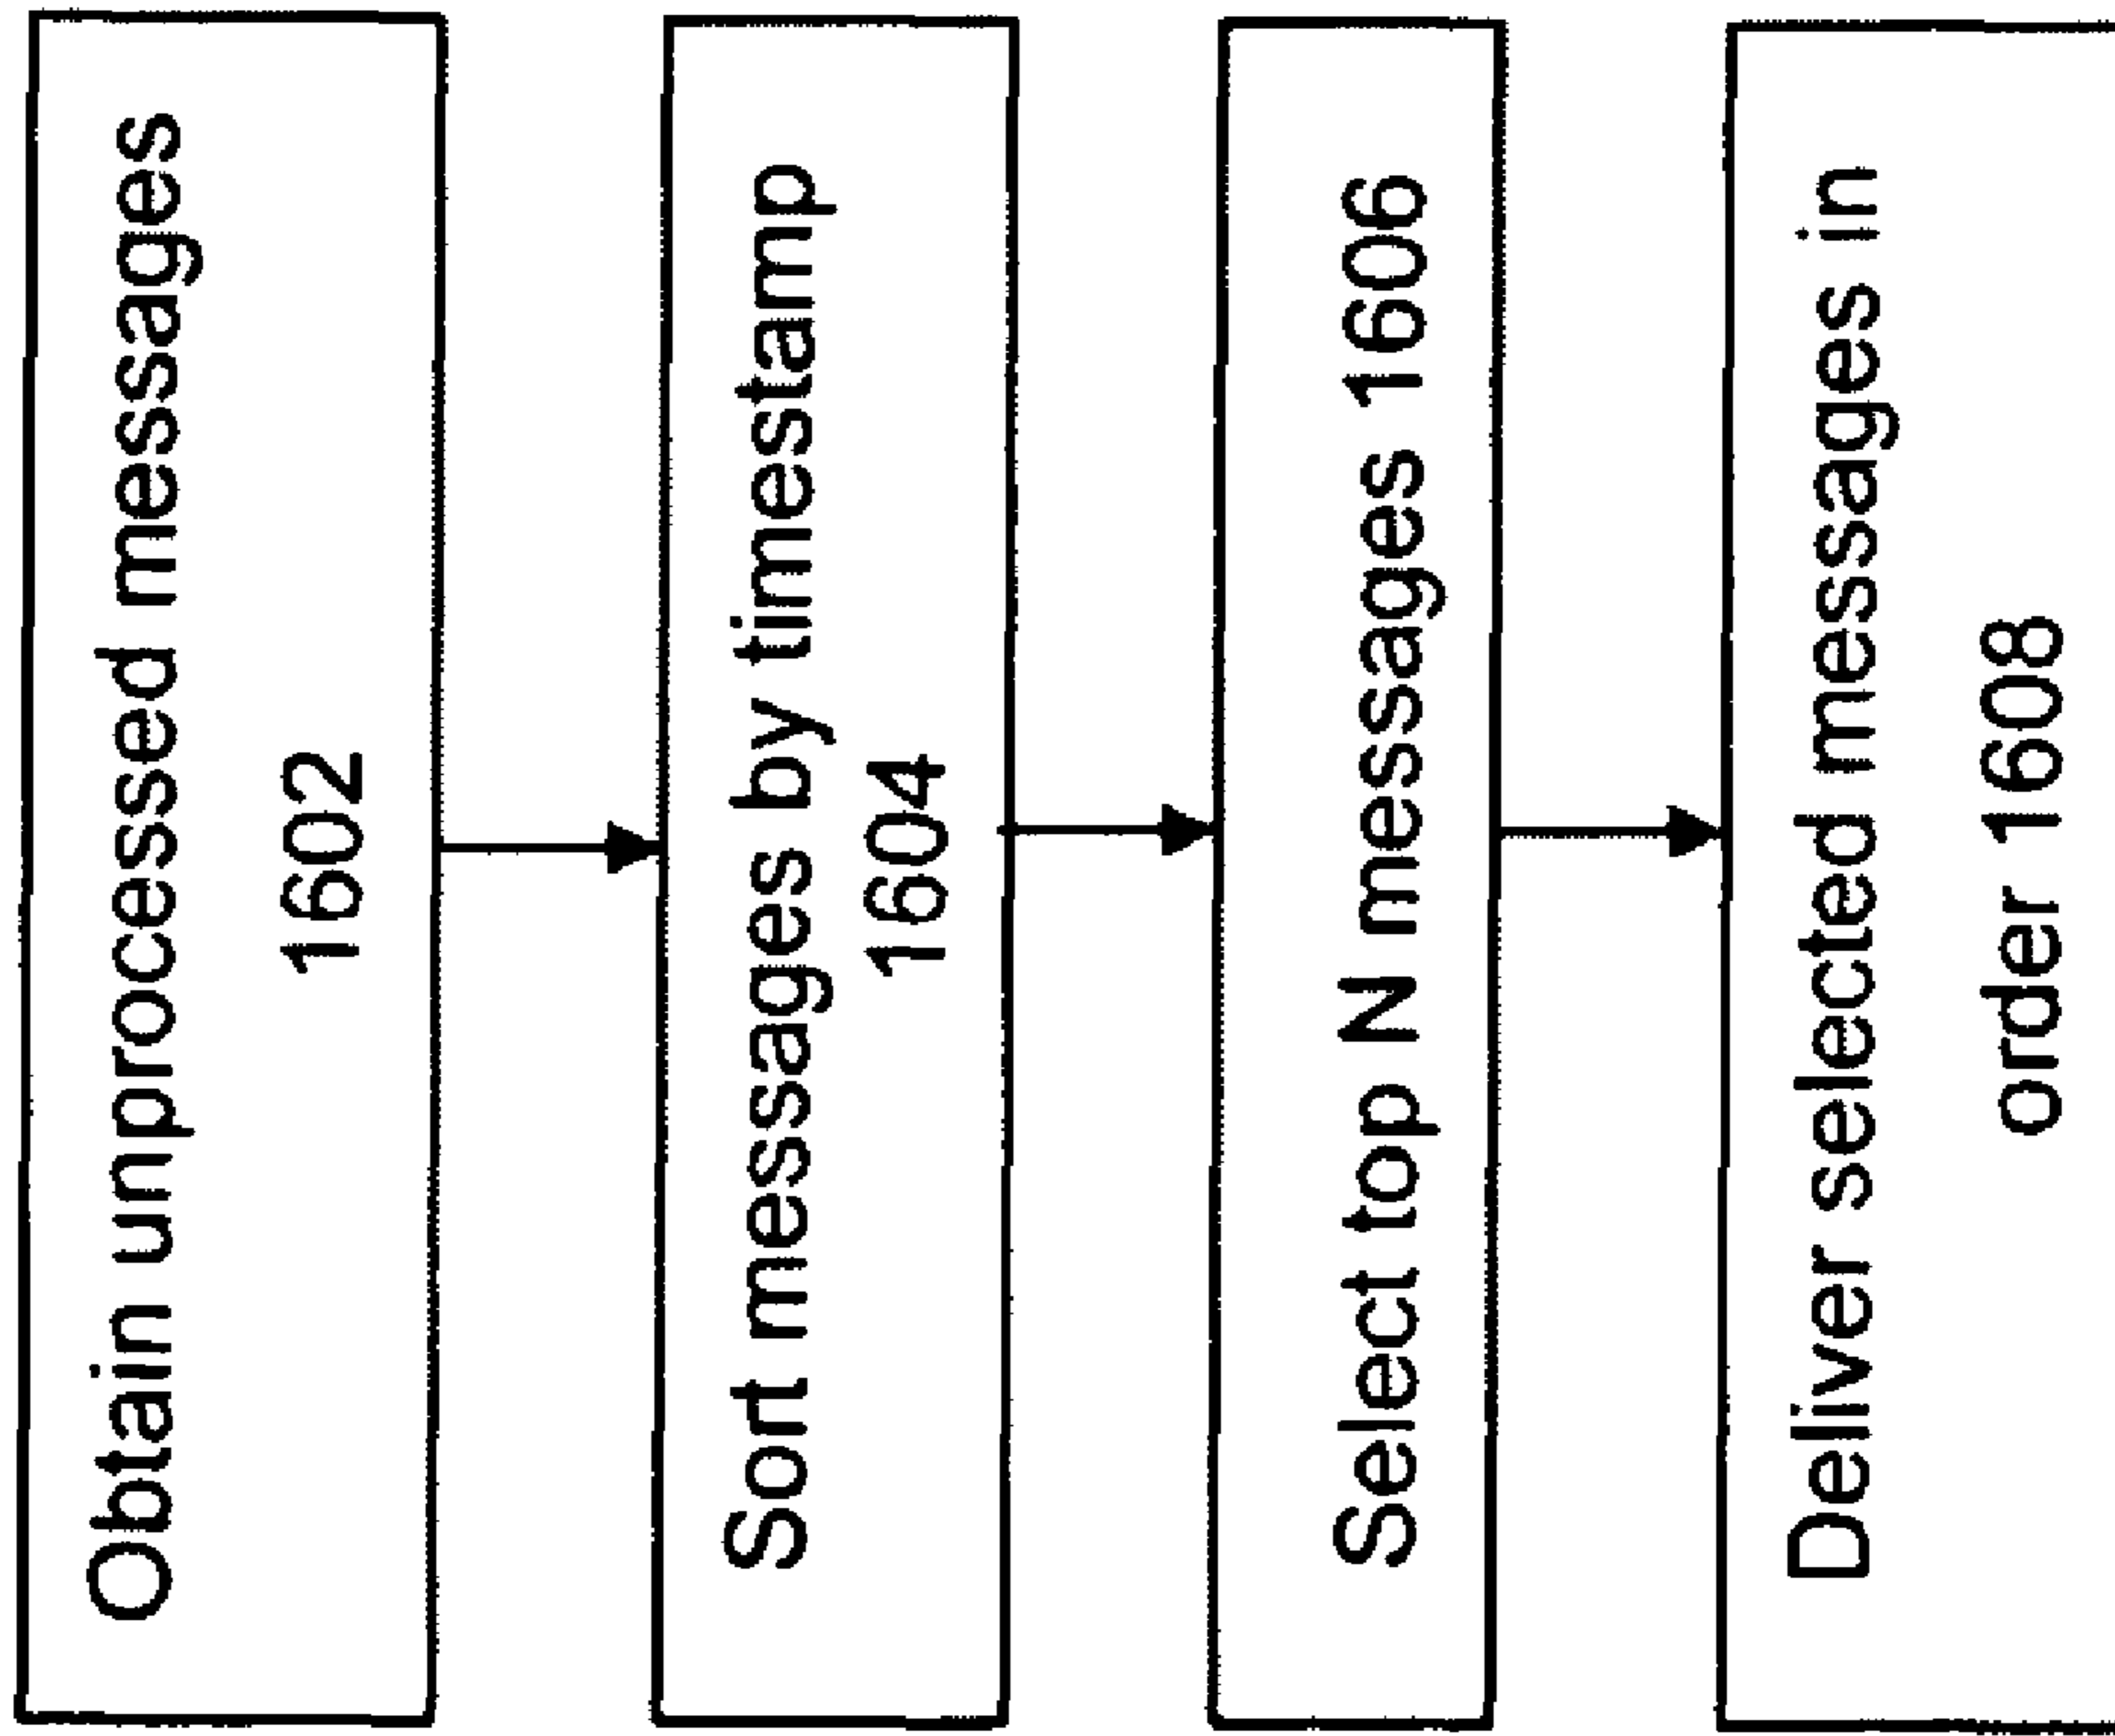 Obtain unprocessed messages
1602
Sort messages by timestamp
1604
Select top N messages 1606
Deliver selected messages in
order 1608